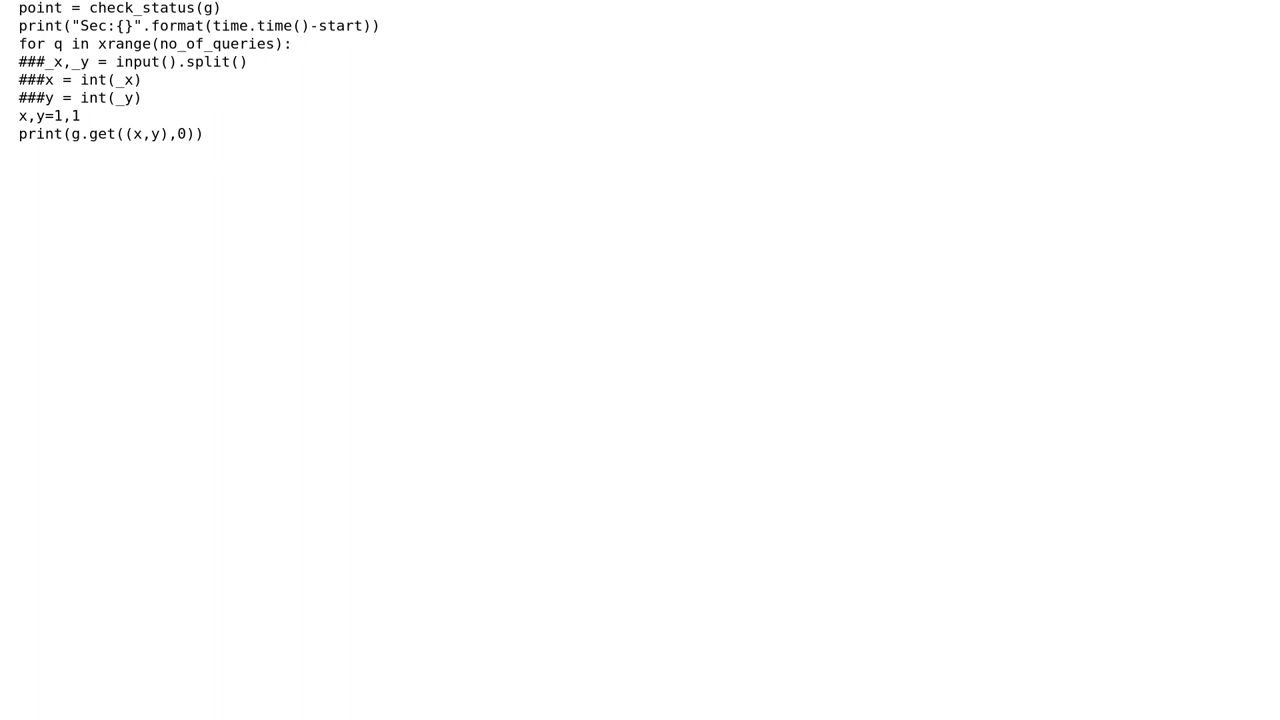 point = check_status(g)
print("Sec:{}".format(time.time()-start))
for q in xrange(no_of_queries):
###_x,_y = input().split()
###x = int(_x)
###y = int(_y)
x,y=1,1
print(g.get((x,y),0))